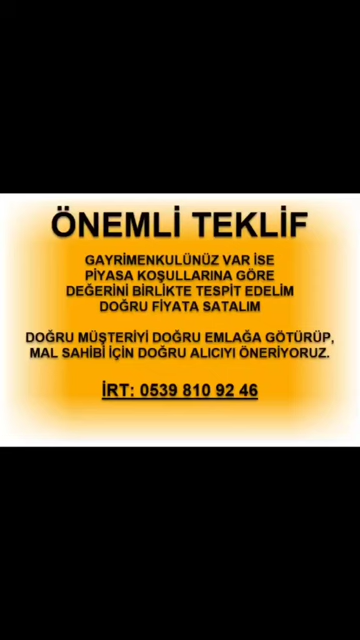 ÖNEMLİ TEKLİF
GAYRİMENKULÜNÜZ VAR İSE
PİYASA KOŞULLARINA GÖRE
DEĞERİNİ BİRLİKTE TESPİT EDELİM
DOĞRU FİYATA SATALIM
DOĞRU MÜŞTERİYİ DOĞRU EMLAĞA GÖTÜRÜP,
MAL SAHİBİ İÇİN DOĞRU ALICIYI ÖNERİYORUZ.
İRT: 0539 810 92 46